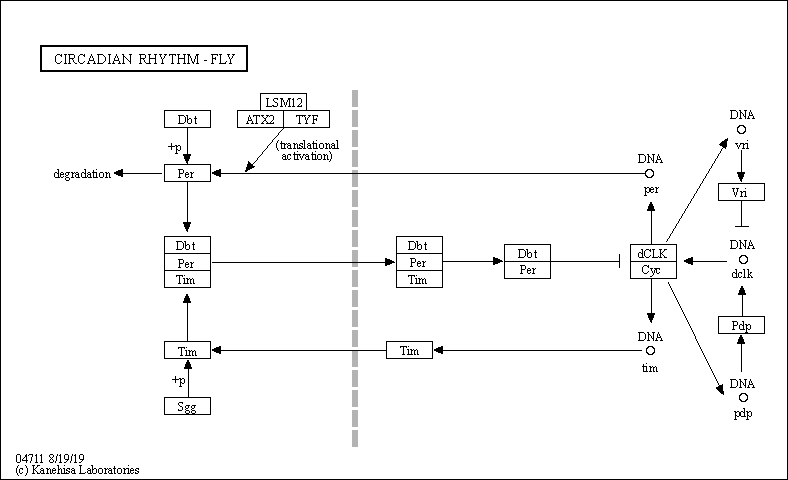 CIRCADIAN RHYTHM - FLY
LSM12
ATX2 TYF
Dbt
+p
(translational
activation)
degradation
Per
DNA
per
DNA
vri
Vri
Dbt
Per
Tim
Dbt
Per
Tim
Dbt
Per
dCLK
Cyc
DNA
dclk
Pdp
Tim
Tim
DNA
tim
+p
Sgg
DNA
pdp
04711 8/19/19
(c) Kanehisa Laboratories